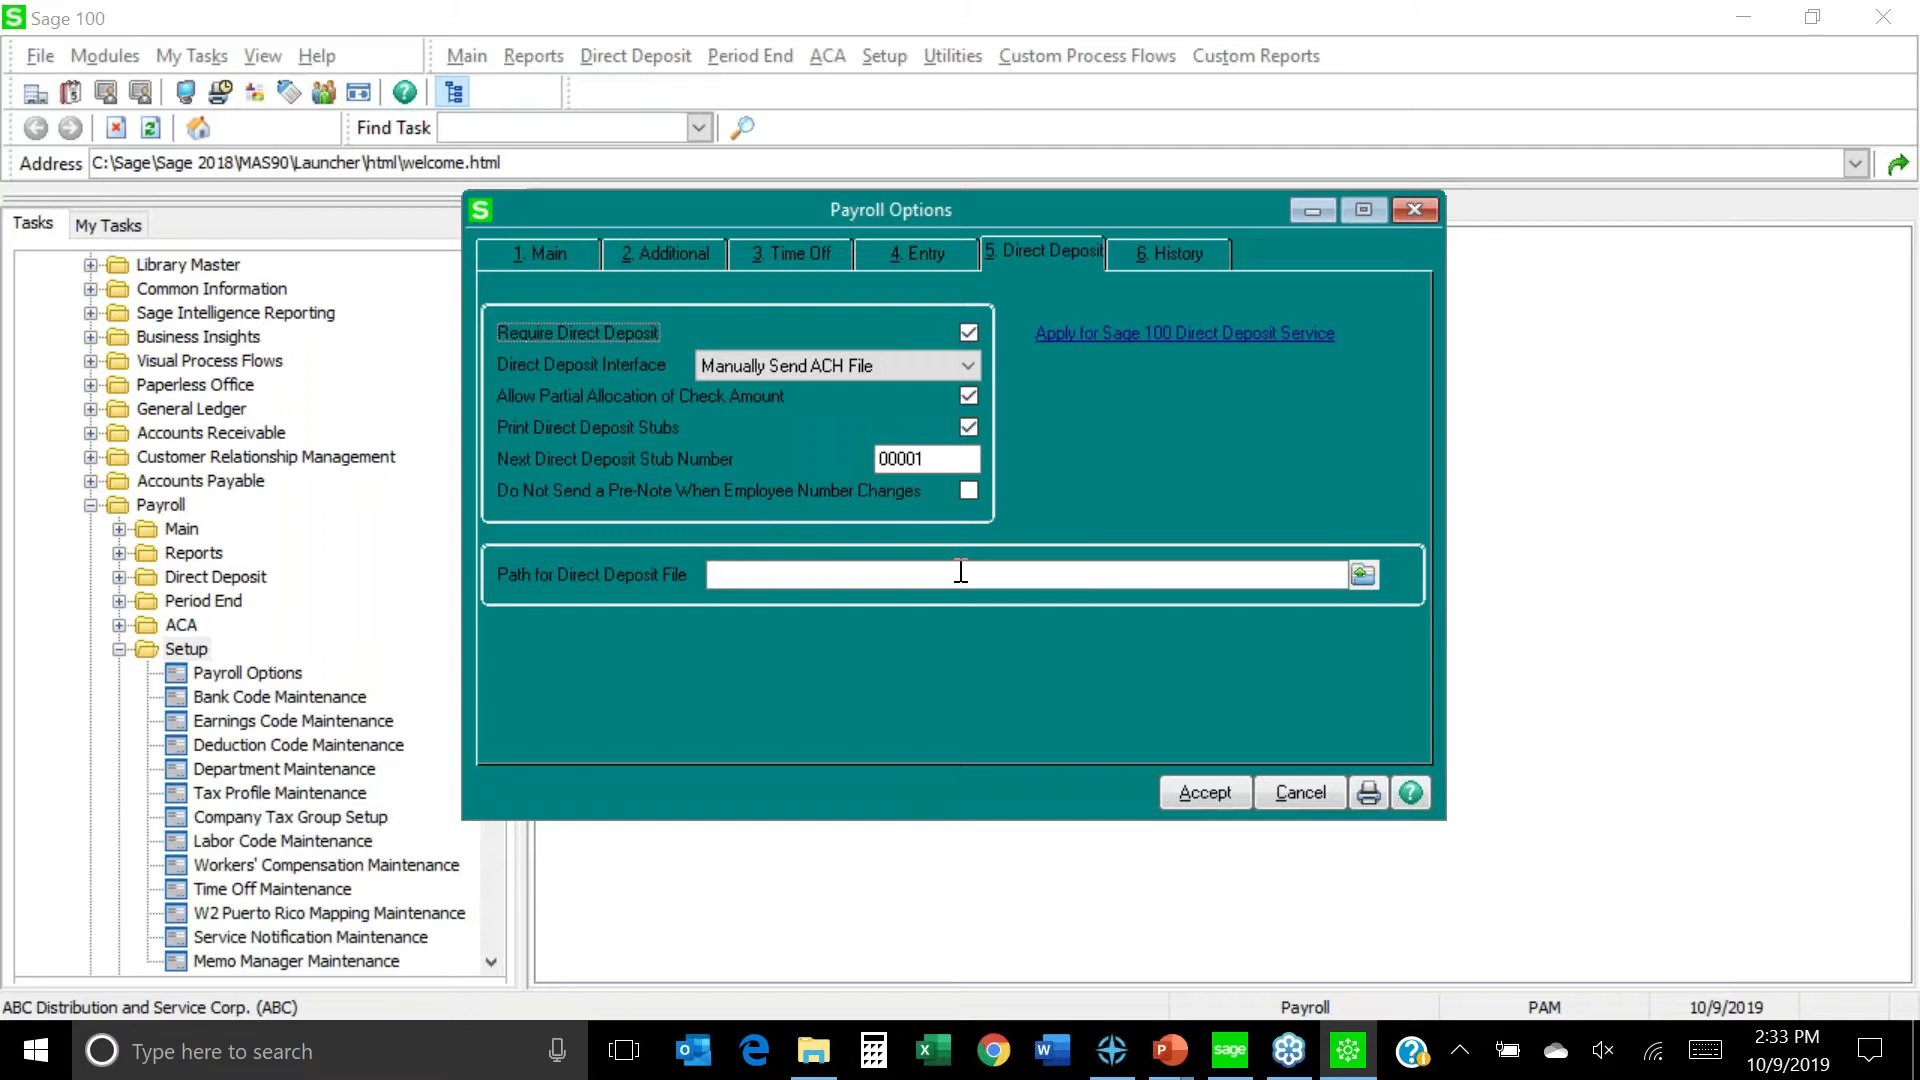 S Sage 100
File Modules My Tasks View Help Main Reports Direct Deposit Period End ACA Setup Utilities Custom Process Flows Custom Reports
Find Task
Address C:\Sage\Sage 2018\MAS90\Launcher\html\welcome.html
Tasks My Tasks
Library Master
Common Information
Sage Intelligence Reporting
Business Insights
Visual Process Flows
Paperless Office
General Ledger
Accounts Receivable
Customer Relationship Management
Accounts Payable
Payroll
Main
Reports
Direct Deposit
Period End
ACA
Setup
Payroll Options
Bank Code Maintenance
Earnings Code Maintenance
Deduction Code Maintenance
Department Maintenance
Tax Profile Maintenance
Company Tax Group Setup
Labor Code Maintenance
Workers' Compensation Maintenance
Time Off Maintenance
W2 Puerto Rico Mapping Maintenance
Service Notification Maintenance
Memo Manager Maintenance
S Payroll Options
1. Main 2. Additional 3. Time Off 4. Entry 5. Direct Deposit 6. History
Require Direct Deposit
Apply for Sage 100 Direct Deposit Service
Direct Deposit Interface Manually Send ACH File
Allow Partial Allocation of Check Amount
Print Direct Deposit Stubs
Next Direct Deposit Stub Number 00001
Do Not Send a Pre-Note When Employee Number Changes
Path for Direct Deposit File
Accept Cancel
ABC Distribution and Service Corp. (ABC) Payroll PAM 10/9/2019
Type here to search
sage
2:33 PM
10/9/2019